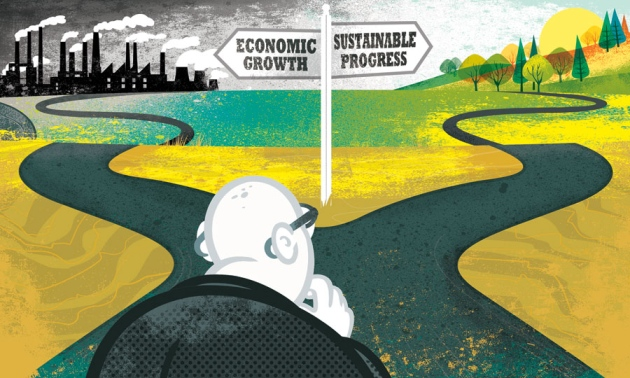 ECONOMIC
GROWTH
SUSTAINABLE
PROGRESS